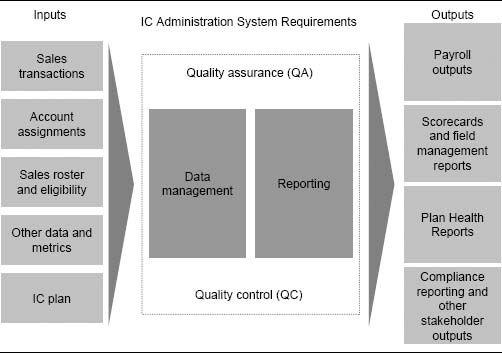 Inputs
IC Administration System Requirements
Outputs
Sales
transactions
Account
assignments
Sales roster
and eligibility
Other data and
metrics
IC plan
Quality assurance (QA)
Data
management
Reporting
Quality control (QC)
Payroll
outputs
Scorecards
and field
management
reports
Plan Health
Reports
Compliance
reporting and
other
stakeholder
outputs